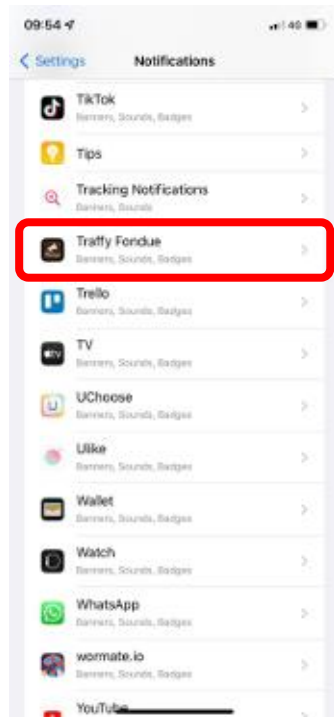 09:54
4G
Settings
Notifications
TikTok
Banners, Sounds, Badges
Tips
Tracking Notifications
Banners, Sounds
Traffy Fondue
Banners, Sounds, Badges
Trello
Banners, Sounds, Badges
TV
Banners, Sounds, Badges
UChoose
Banners, Sounds, Badges
Ulike
Banners, Sounds, Badges
Wallet
Banners, Sounds, Badges
Watch
Banners, Sounds, Badges
WhatsApp
Banners, Sounds, Badges
wormate.io
Banners, Sounds, Badges
YouTube